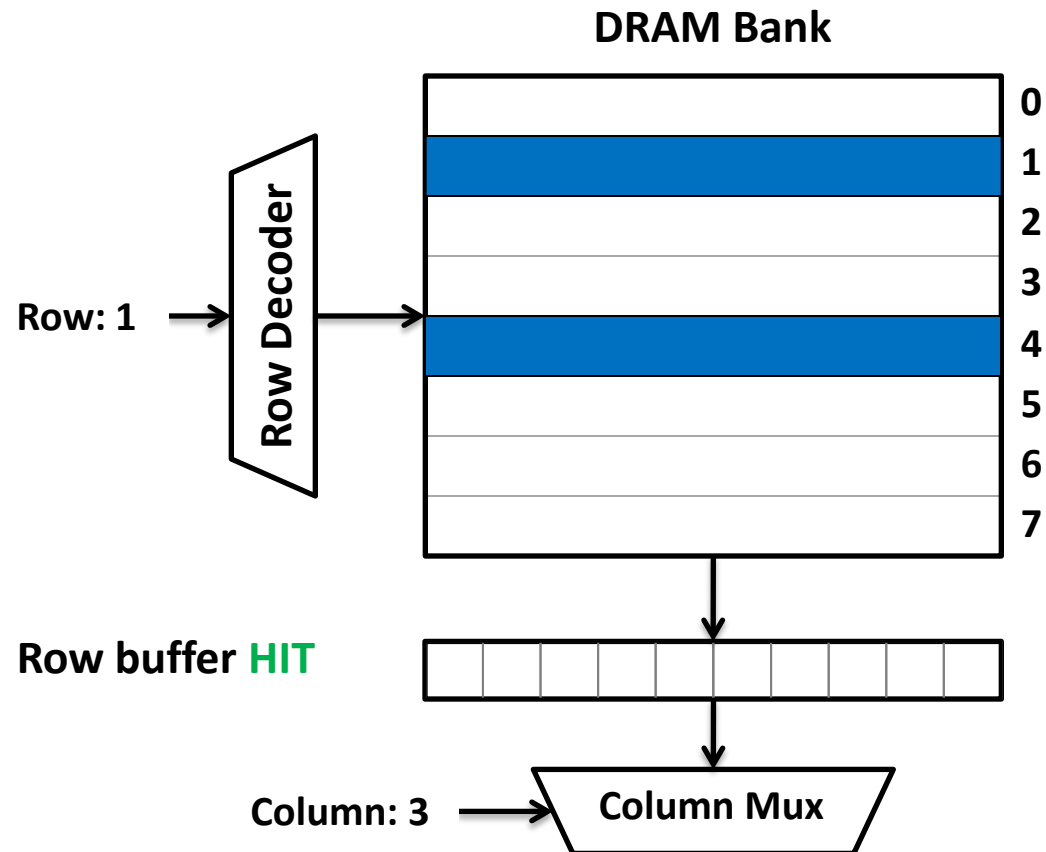 DRAM Bank
0
1
2
3
4
5
6
7
Row Decoder
Row: 1
Row buffer HIT
Column: 3
Column Mux